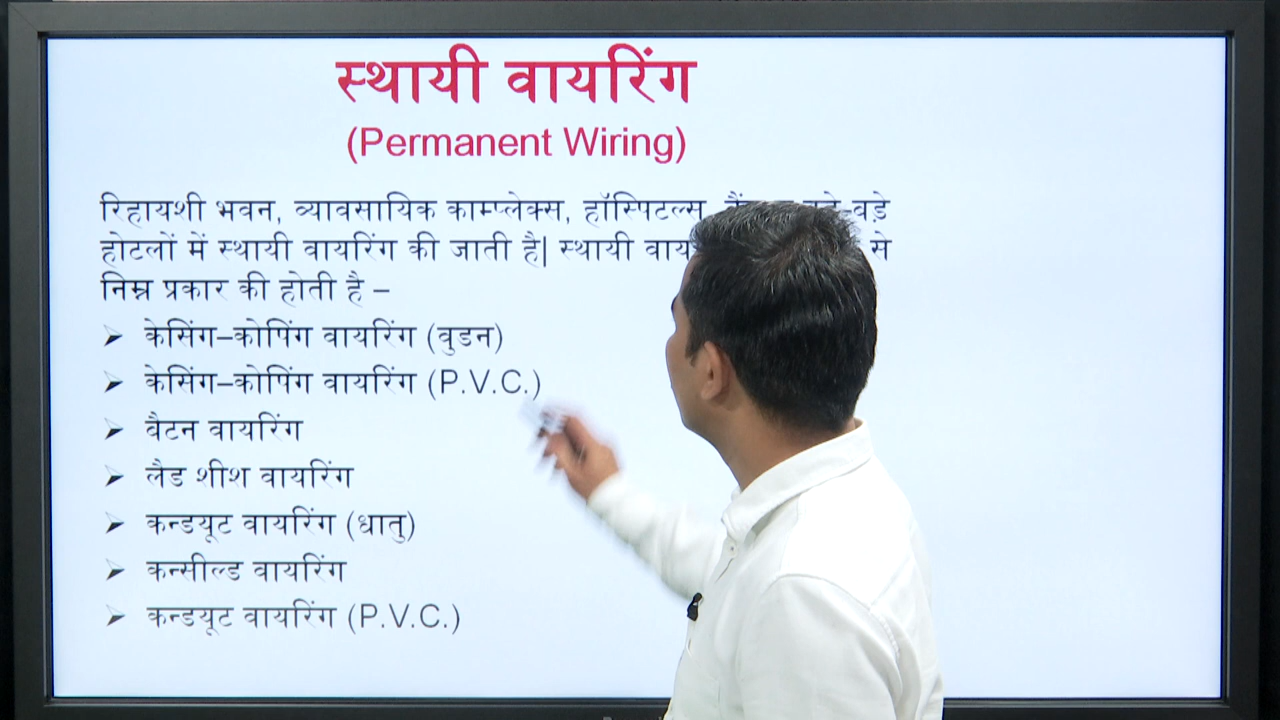 स्थायी वायरिंग
(Permanent Wiring)
रिहायशी भवन, व्यावसायिक काम्प्लेक्स, हॉस्पिटल्स, बड़े
होटलों में स्थायी वायरिंग की जाती है| स्थायी से
निम्न प्रकार की होती है –
➢ केसिंग–कोपिंग वायरिंग (वुडन)
➢ केसिंग–कोपिंग वायरिंग (P.V.C.)
➢ बैटन वायरिंग
➢ लैड शीश वायरिंग
➢ कन्डयूट वायरिंग (धातु)
➢ कन्सील्ड वायरिंग
➢ कन्डयूट वायरिंग (P.V.C.)